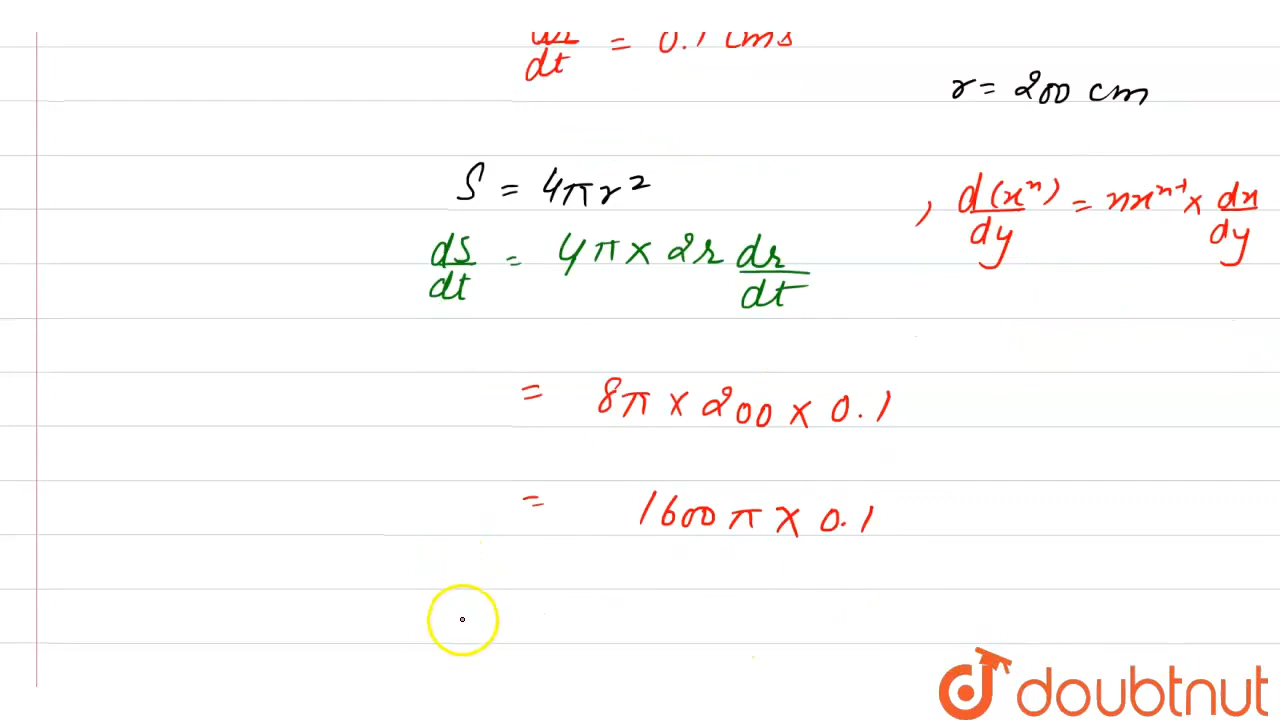 dt = 0.1 cms
r = 200 cm
S = 4πr²
, d(xⁿ)/dy = nxⁿ⁻¹ × dx/dy
dS/dt = 4π × 2r dr/dt
= 8π × 200 × 0.1
= 1600π × 0.1
doubtnut